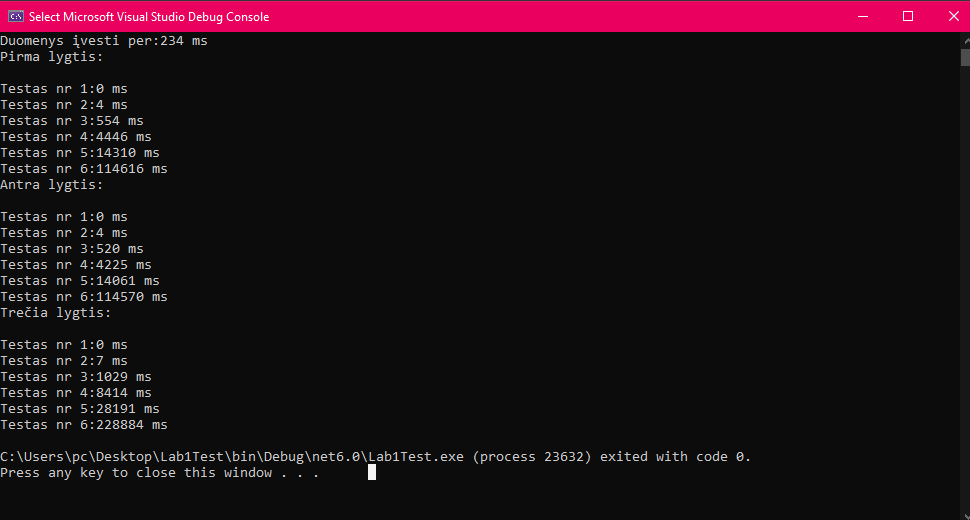 Select Microsoft Visual Studio Debug Console
Duomenys įvesti per:234 ms
Pirma lygtis:
Testas nr 1:0 ms
Testas nr 2:4 ms
Testas nr 3:554 ms
Testas nr 4:4446 ms
Testas nr 5:14310 ms
Testas nr 6:114616 ms
Antra lygtis:
Testas nr 1:0 ms
Testas nr 2:4 ms
Testas nr 3:520 ms
Testas nr 4:4225 ms
Testas nr 5:14061 ms
Testas nr 6:114570 ms
Trečia lygtis:
Testas nr 1:0 ms
Testas nr 2:7 ms
Testas nr 3:1029 ms
Testas nr 4:8414 ms
Testas nr 5:28191 ms
Testas nr 6:228884 ms
C:\Users\pc\Desktop\Lab1Test\bin\Debug\net6.0\Lab1Test.exe (process 23632) exited with code 0.
Press any key to close this window . . .